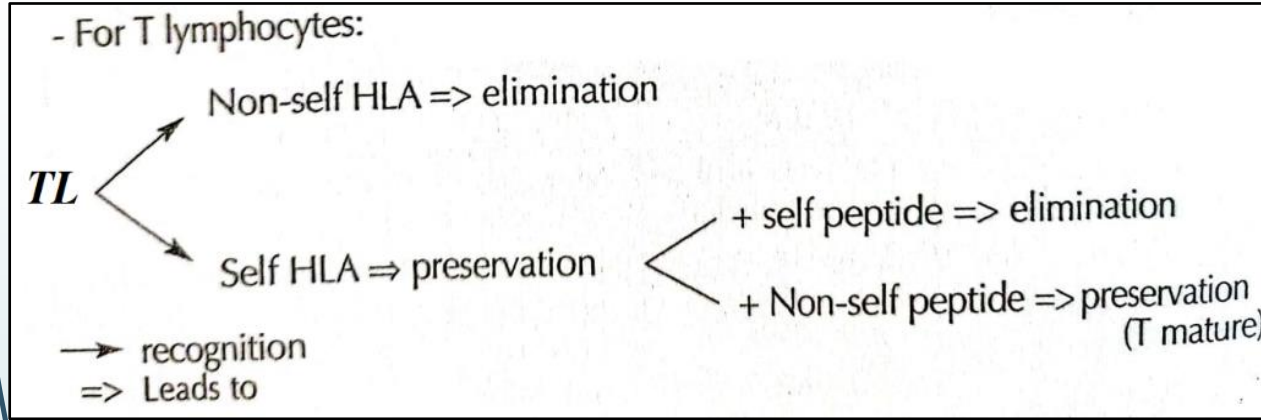 - For T lymphocytes:
Non-self HLA => elimination
TL
+ self peptide => elimination
Self HLA ⇒ preservation
+ Non-self peptide => preservation
(T mature)
→ recognition
=> Leads to